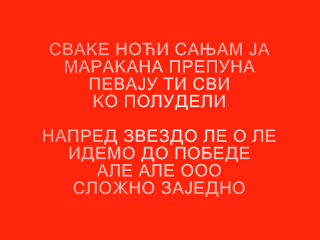 СВАКЕ НОЋИ САЊАМ ЈА
МАРАКАНА ПРЕПУНА
ПЕВАЈУ ТИ СВИ
КО ПОЛУДЕЛИ
НАПРЕД ЗВЕЗДО ЛЕ О ЛЕ
ИДЕМО ДО ПОБЕДЕ
АЛЕ АЛЕ ООО
СЛОЖНО ЗАЈЕДНО